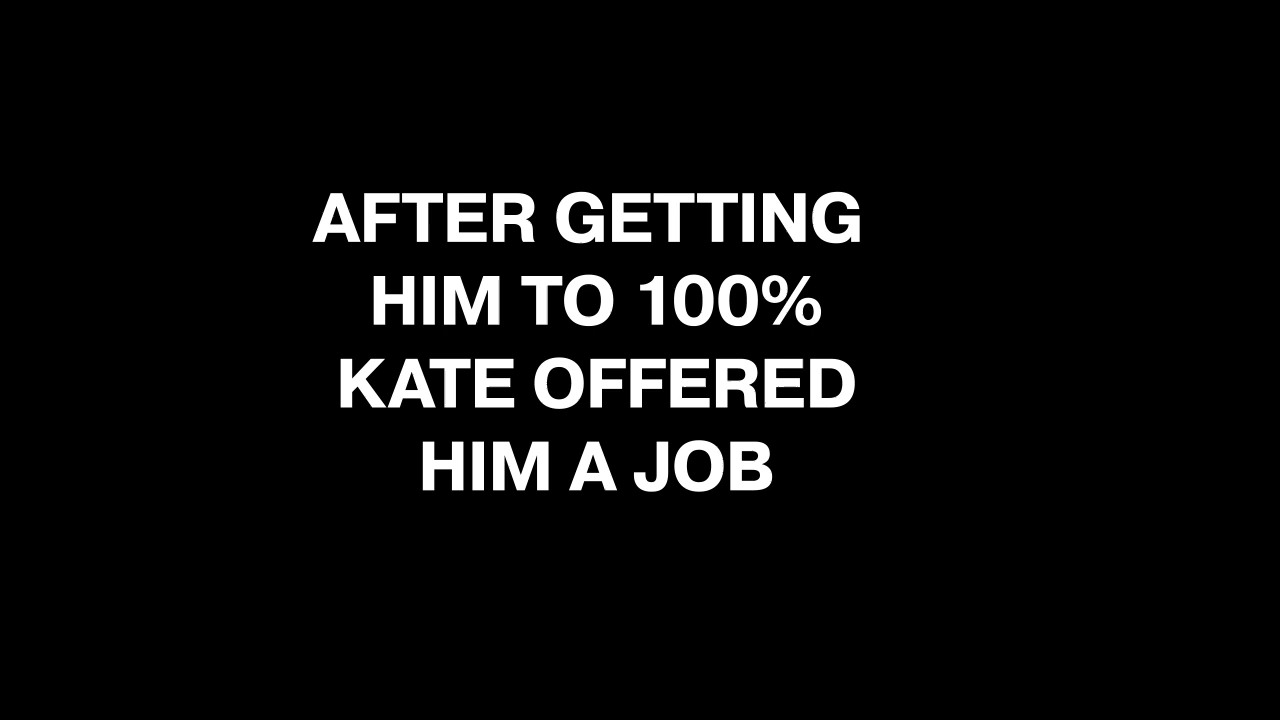 AFTER GETTING
HIM TO 100%
KATE OFFERED
HIM A JOB